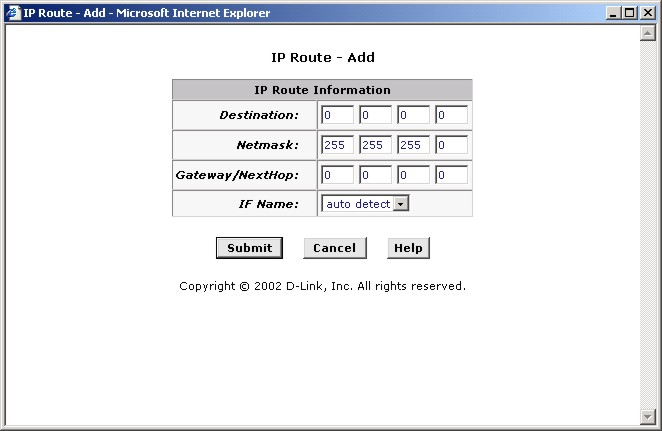 IP Route - Add - Microsoft Internet Explorer
IP Route - Add
IP Route Information
Destination: 0 0 0 0
Netmask: 255 255 255 0
Gateway/NextHop: 0 0 0 0
IF Name: auto detect
Submit Cancel Help
Copyright © 2002 D-Link, Inc. All rights reserved.